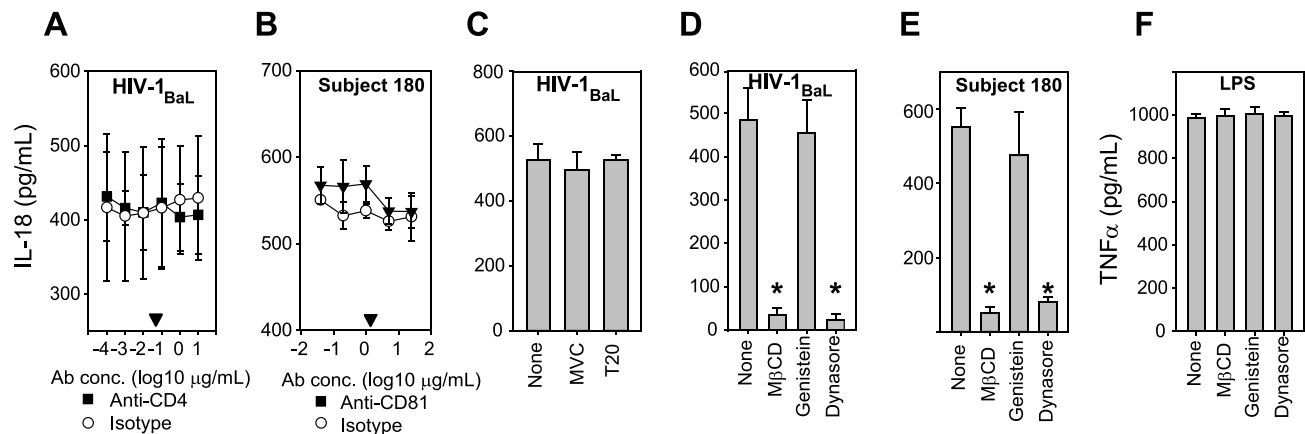 A
B
C
D
E
F
HIV-1BaL
Subject 180
HIV-1BaL
HIV-1BaL
Subject 180
LPS
IL-18 (pg/mL)
600
500
400
300
700
600
500
400
800
600
400
200
0
600
500
400
300
200
100
0
600
400
200
TNFα (pg/mL)
1000
800
600
400
200
0
* *
* *
-4 -3 -2 -1 0 1
-2 -1 0 1 2
Ab conc. (log10 μg/mL)
Anti-CD4
Isotype
Ab conc. (log10 μg/mL)
Anti-CD81
Isotype
None
MVC
T20
None
MβCD
Genistein
Dynasore
None
MβCD
Genistein
Dynasore
None
MβCD
Genistein
Dynasore